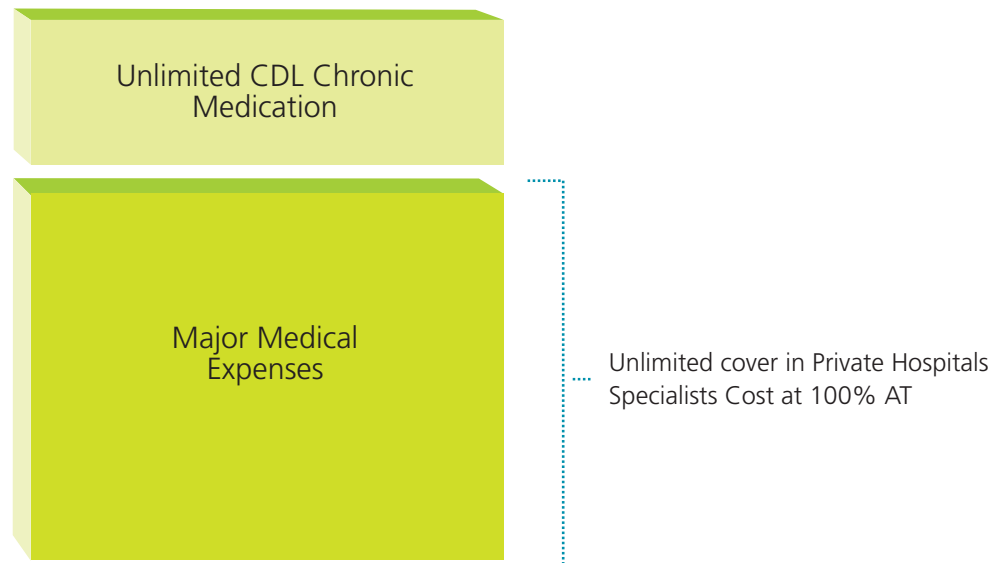 Unlimited CDL Chronic
Medication
Major Medical
Expenses
Unlimited cover in Private Hospitals
Specialists Cost at 100% AT